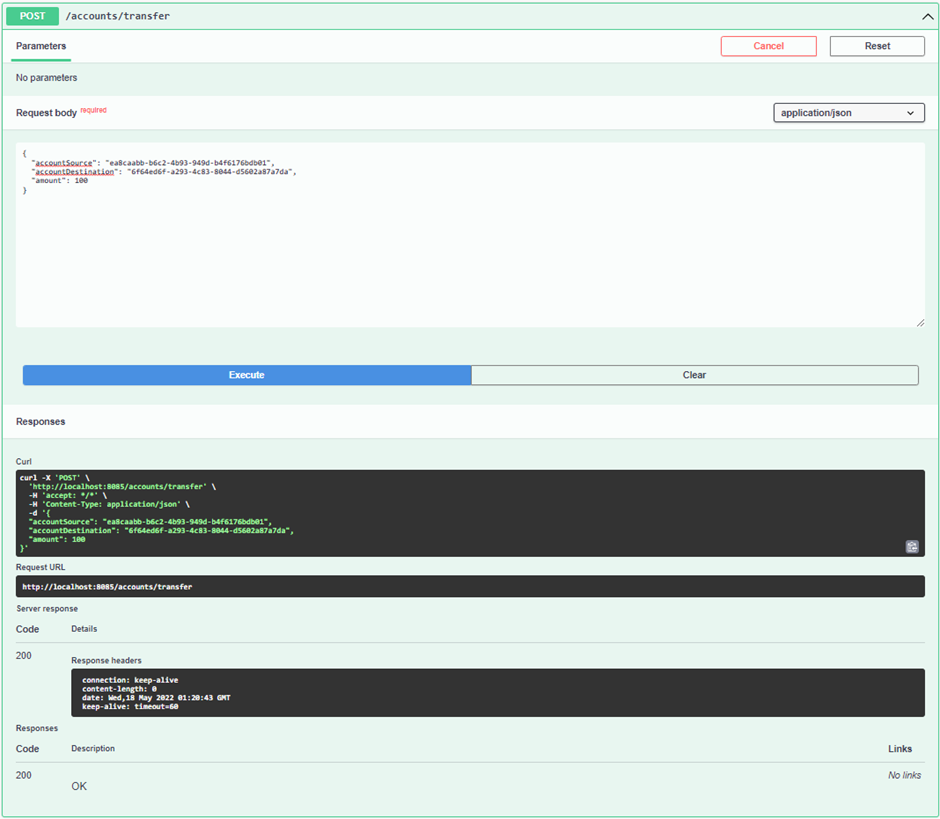 POST /accounts/transfer
Parameters
Cancel
Reset
No parameters
Request body required
application/json
{
"accountSource": "ea8caabb-b6c2-4b93-949d-b4f6176bdb01",
"accountDestination": "6f64ed6f-a293-4c83-8044-d5602a87a7da",
"amount": 100
}
Execute
Clear
Responses
Curl
curl -X 'POST' \
'http://localhost:8085/accounts/transfer' \
-H 'accept: */*' \
-H 'Content-Type: application/json' \
-d '{
"accountSource": "ea8caabb-b6c2-4b93-949d-b4f6176bdb01",
"accountDestination": "6f64ed6f-a293-4c83-8044-d5602a87a7da",
"amount": 100
}'
Request URL
http://localhost:8085/accounts/transfer
Server response
Code Details
200
Response headers
connection: keep-alive
content-length: 0
date: Wed,18 May 2022 01:20:43 GMT
keep-alive: timeout=60
Responses
Code Description Links
200
OK
No links